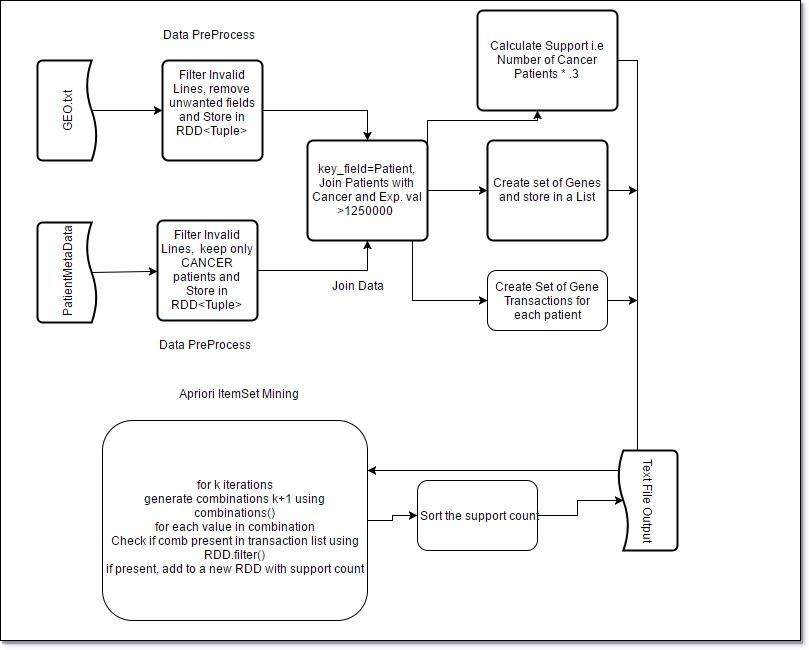 Data PreProcess
GEO.txt
Filter Invalid
Lines, remove
unwanted fields
and Store in
RDD<Tuple>
Calculate Support i.e
Number of Cancer
Patients * .3
key_field=Patient,
Join Patients with
Cancer and Exp. val
>1250000
Create set of Genes
and store in a List
PatientMetaData
Filter Invalid
Lines, keep only
CANCER
patients and
Store in
RDD<Tuple>
Join Data
Create Set of Gene
Transactions for
each patient
Data PreProcess
Apriori ItemSet Mining
for k iterations
generate combinations k+1 using
combinations()
for each value in combination
Check if comb present in transaction list using
RDD.filter()
if present, add to a new RDD with support count
Sort the support count
Text File Output